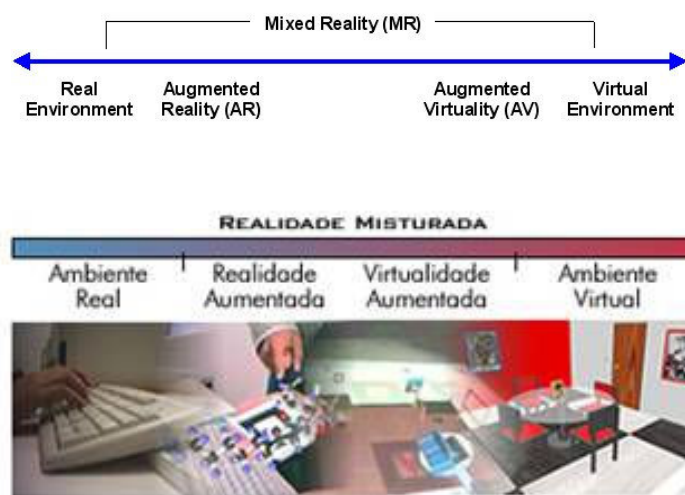 Mixed Reality (MR)
Real Environment
Augmented Reality (AR)
Augmented Virtuality (AV)
Virtual Environment
REALIDADE MISTURADA
Ambiente Real
Realidade Aumentada
Virtualidade Aumentada
Ambiente Virtual